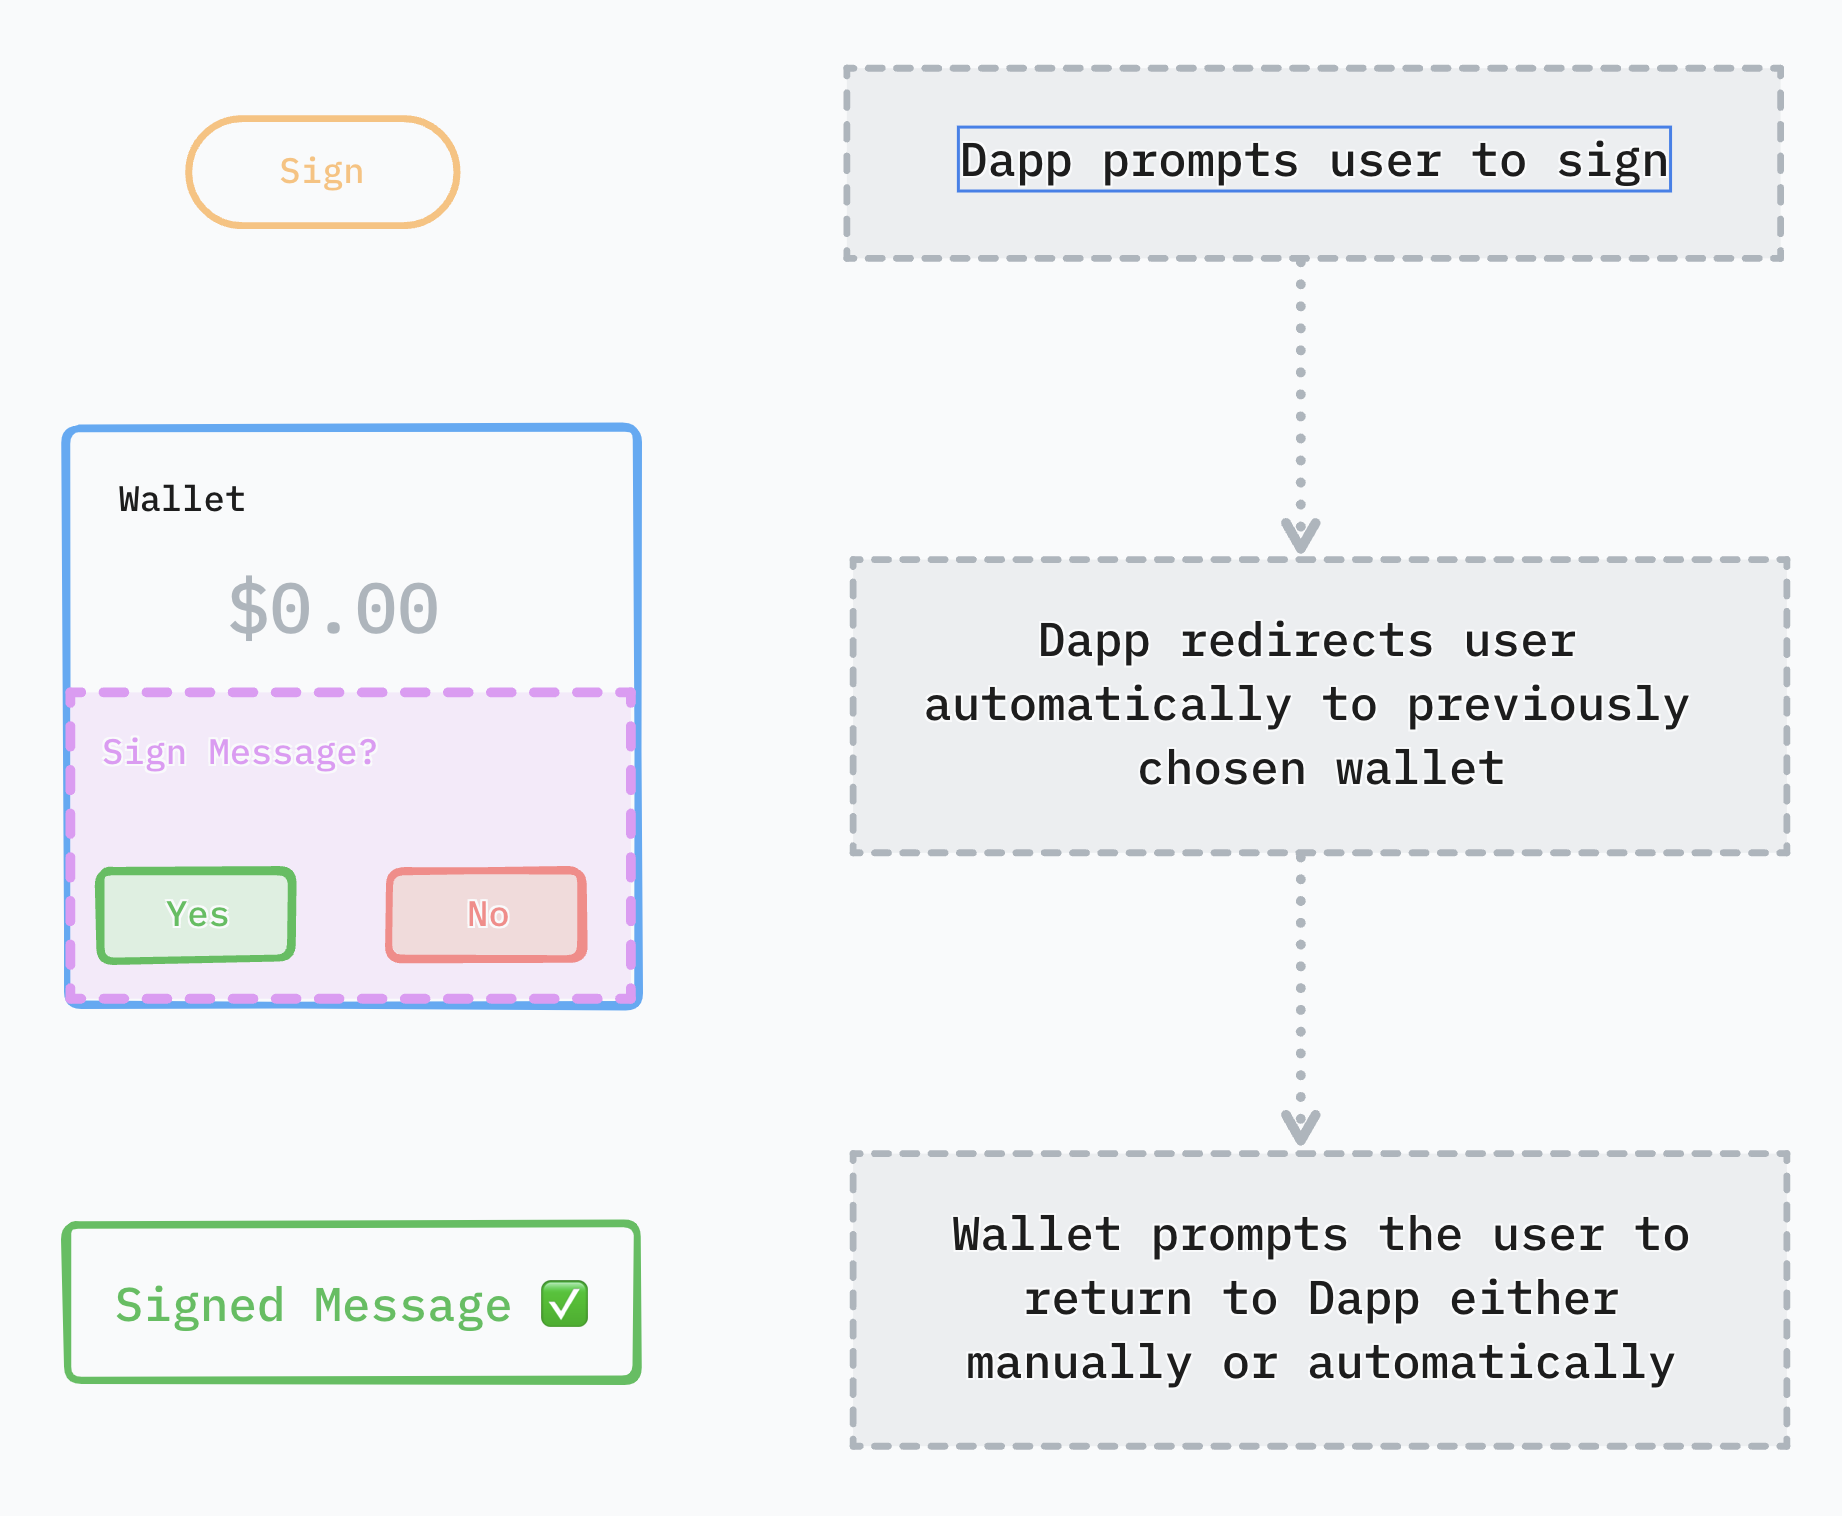 Sign
Dapp prompts user to sign
Wallet
$0.00
Sign Message?
Yes
No
Dapp redirects user
automatically to previously
chosen wallet
Signed Message ✅
Wallet prompts the user to
return to Dapp either
manually or automatically